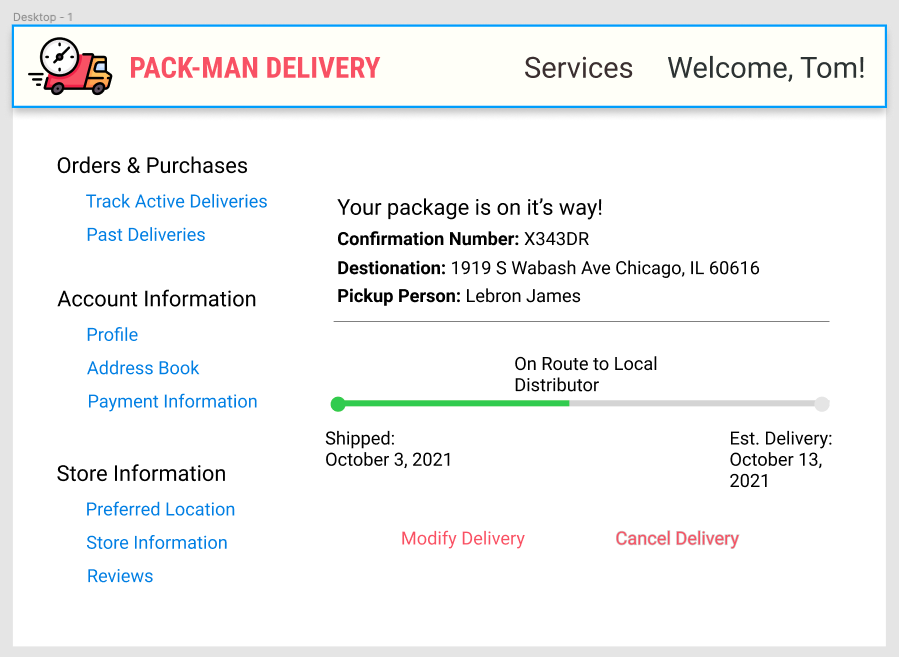 Desktop - 1
PACK-MAN DELIVERY
Services
Welcome, Tom!
Orders & Purchases
Track Active Deliveries
Past Deliveries
Account Information
Profile
Address Book
Payment Information
Store Information
Preferred Location
Store Information
Reviews
Your package is on it’s way!
Confirmation Number: X343DR
Destionation: 1919 S Wabash Ave Chicago, IL 60616
Pickup Person: Lebron James
On Route to Local
Distributor
Shipped:
October 3, 2021
Est. Delivery:
October 13,
2021
Modify Delivery
Cancel Delivery